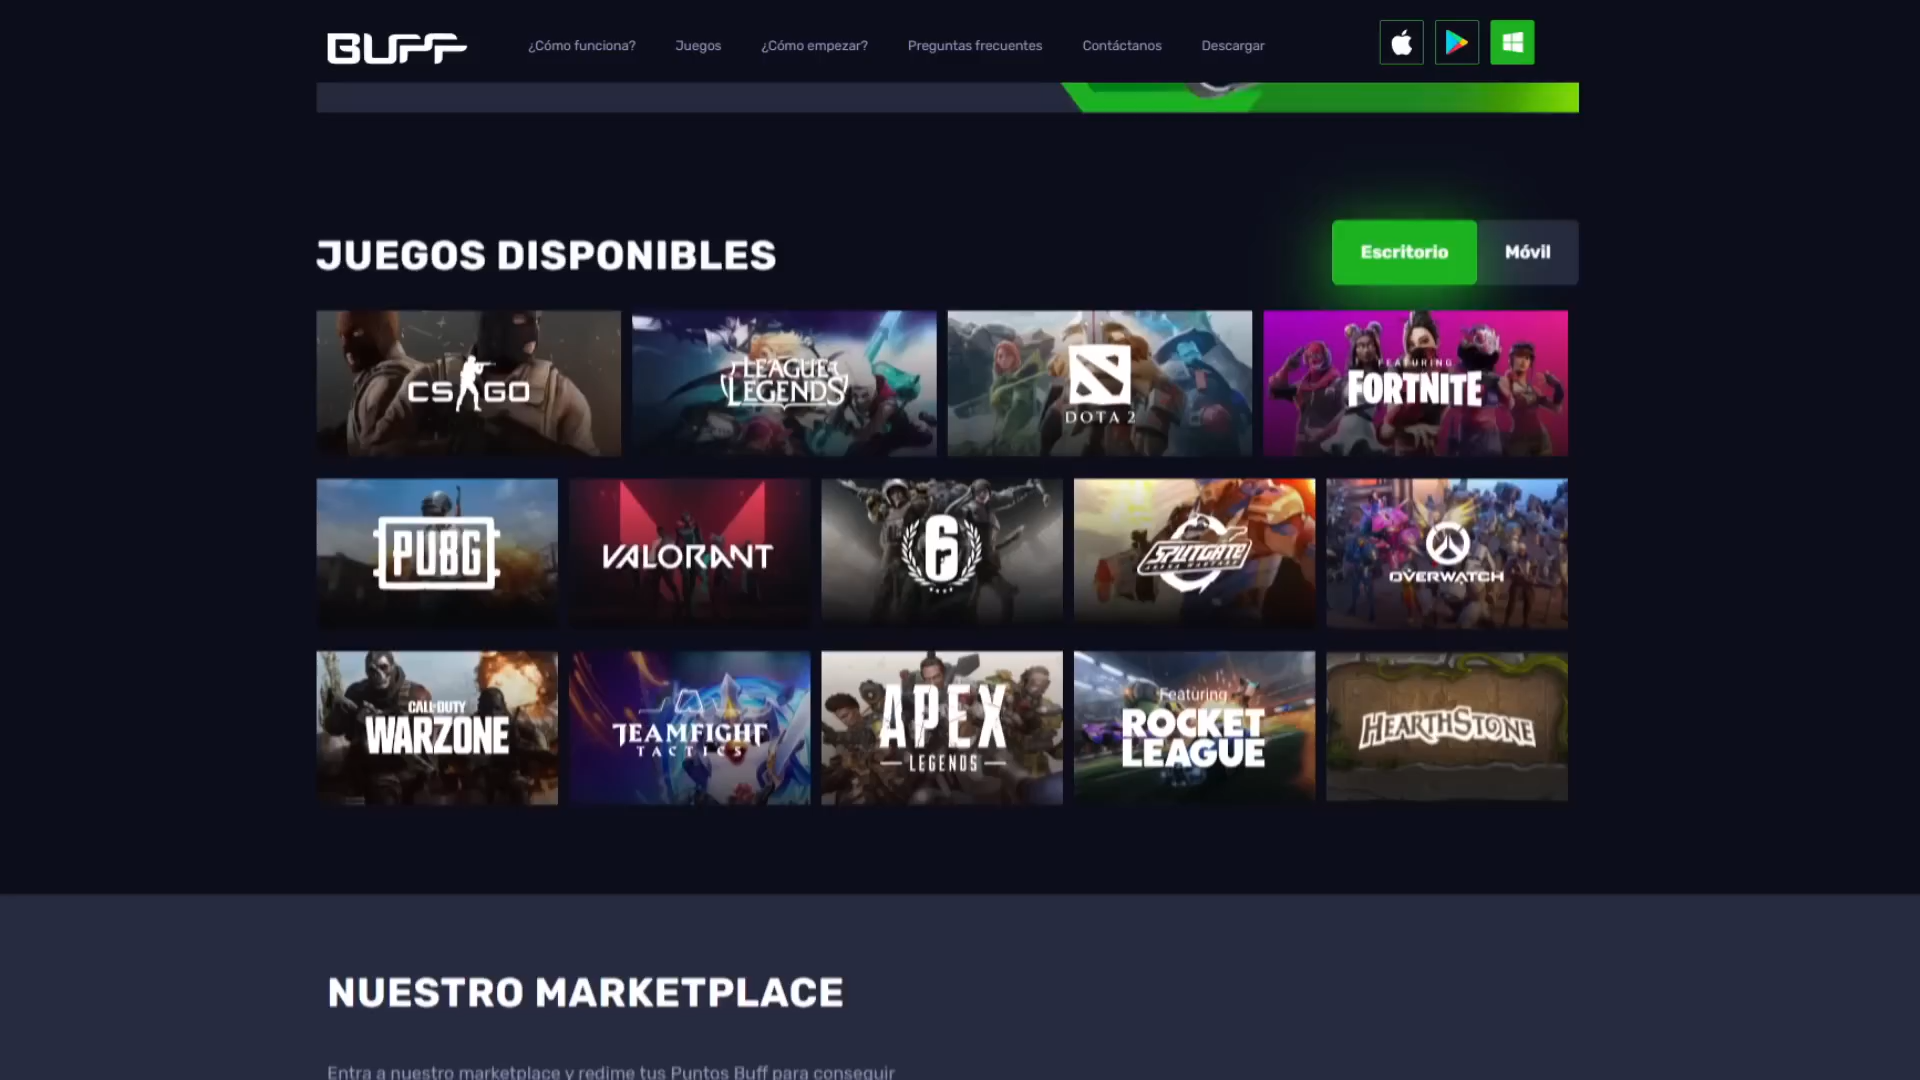 BUFF
¿Cómo funciona?
Juegos
¿Cómo empezar?
Preguntas frecuentes
Contáctanos
Descargar
JUEGOS DISPONIBLES
Escritorio
Móvil
CS GO
LEAGUE
LEGENDS
DOTA 2
FEATURING
FORTNITE
PUBG
VALORANT
6
SPLITGATE
ARENA WARFARE
OVERWATCH
CALL OF DUTY
WARZONE
TEAMFIGHT
TACTICS
APEX
LEGENDS
Featuring
ROCKET
LEAGUE
HEARTHSTONE
NUESTRO MARKETPLACE
Entra a nuestro marketplace y redime tus Puntos Buff para conseguir